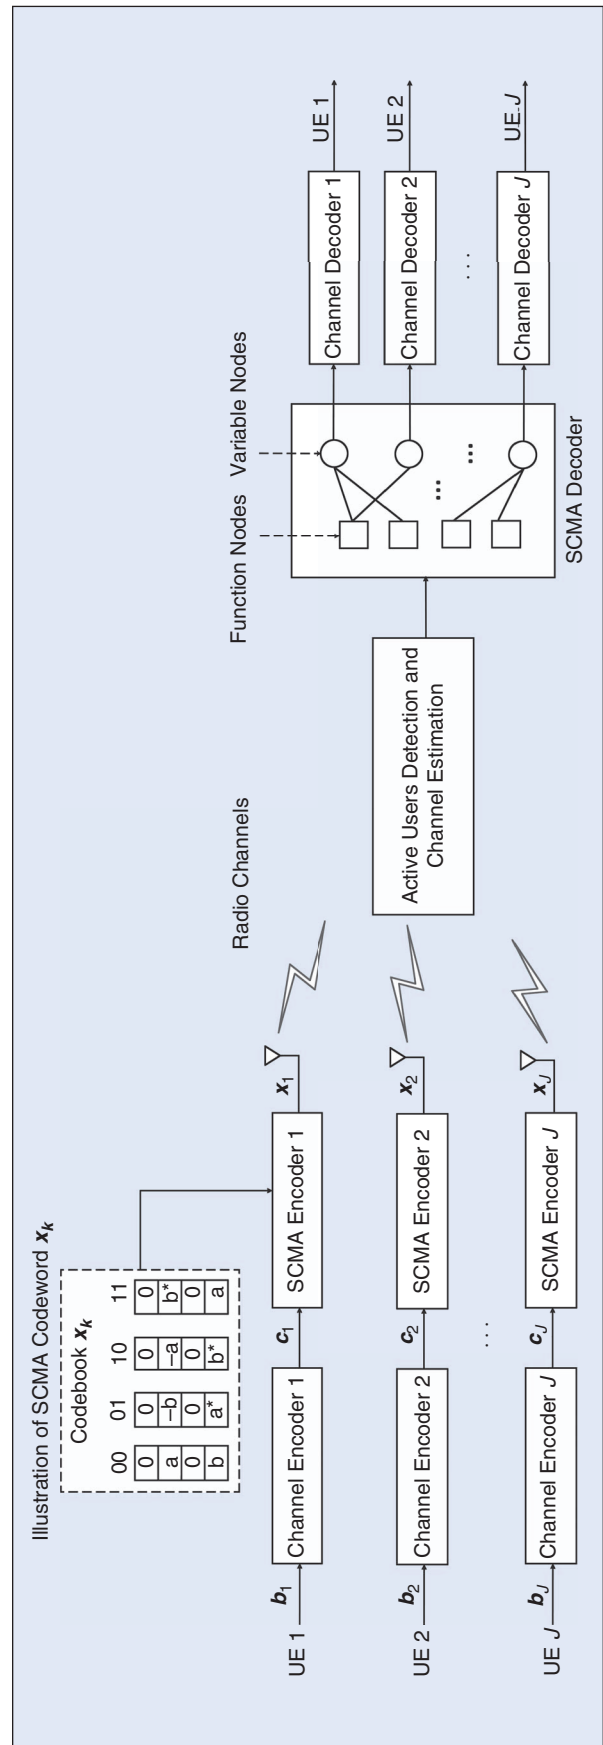 Illustration of SCMA Codeword x_k
Codebook x_k
00 01 10 11
0 0 0 0
a –b –a b*
0 0 0 0
b a* b* a
UE 1
b_1
Channel Encoder 1
c_1
SCMA Encoder 1
x_1
UE 2
b_2
Channel Encoder 2
c_2
SCMA Encoder 2
x_2
. . .
UE J
b_J
Channel Encoder J
c_J
SCMA Encoder J
x_J
Radio Channels
Active Users Detection and
Channel Estimation
Function Nodes
Variable Nodes
...
...
SCMA Decoder
Channel Decoder 1
UE 1
Channel Decoder 2
UE 2
. . .
Channel Decoder J
UE J